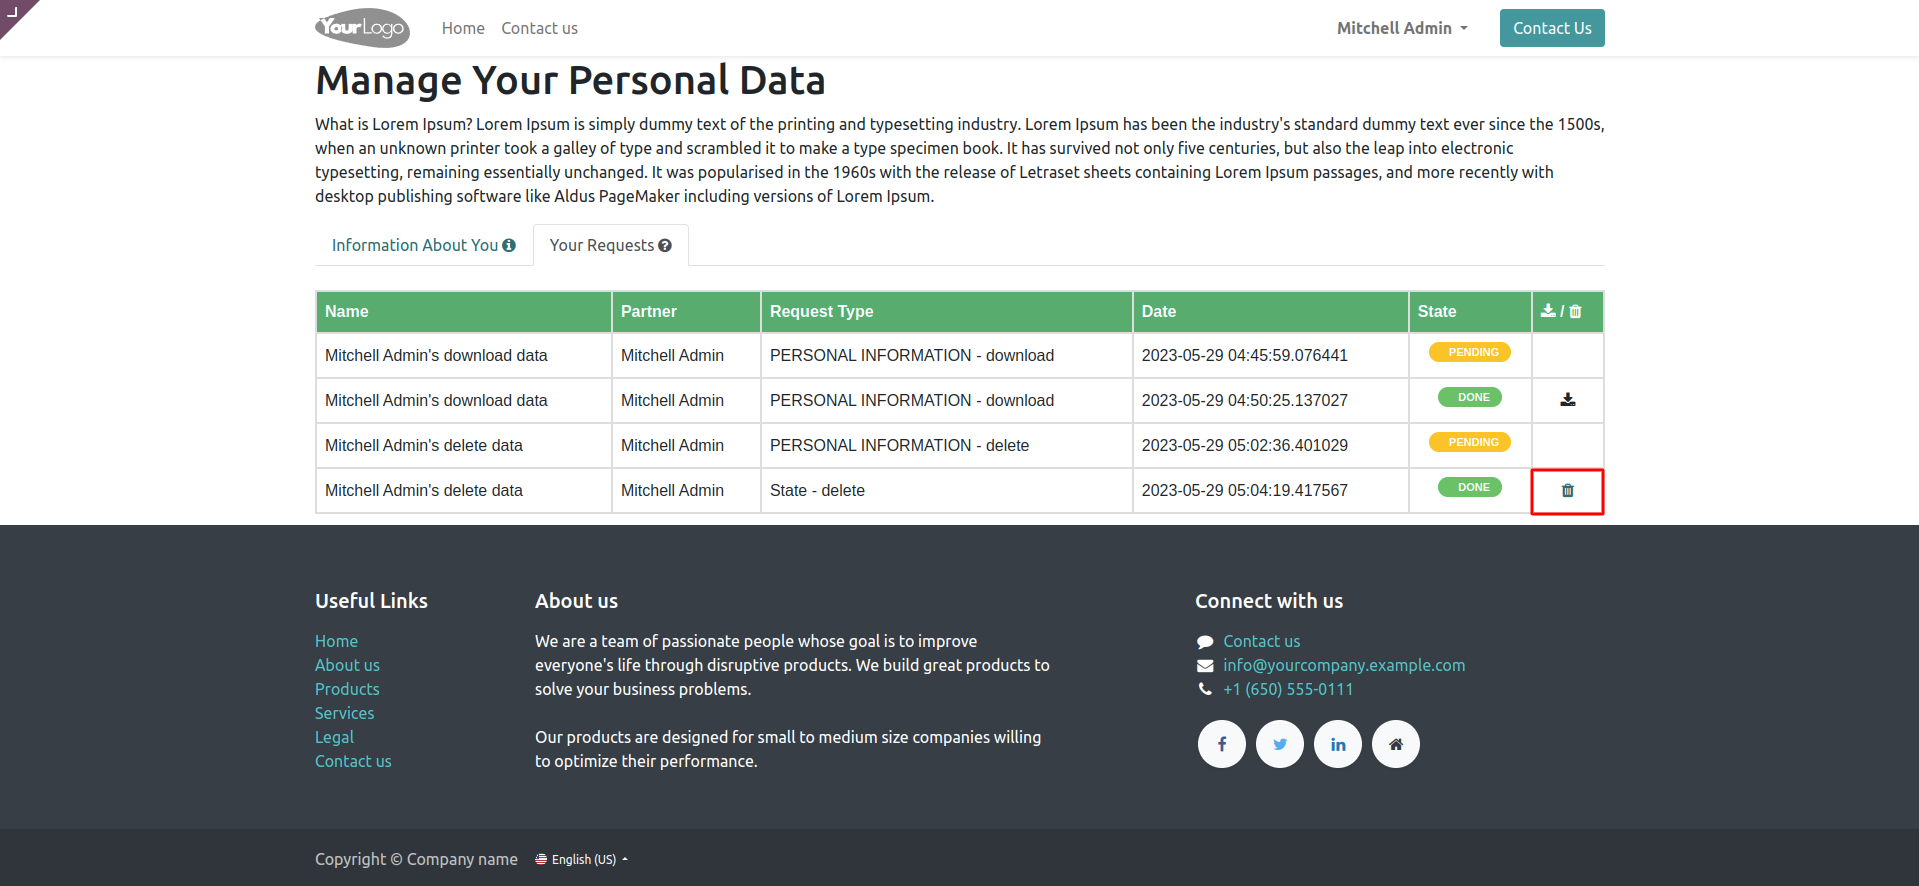 YourLogo Home Contact us Mitchell Admin Contact Us
Manage Your Personal Data
What is Lorem Ipsum? Lorem Ipsum is simply dummy text of the printing and typesetting industry. Lorem Ipsum has been the industry's standard dummy text ever since the 1500s,
when an unknown printer took a galley of type and scrambled it to make a type specimen book. It has survived not only five centuries, but also the leap into electronic
typesetting, remaining essentially unchanged. It was popularised in the 1960s with the release of Letraset sheets containing Lorem Ipsum passages, and more recently with
desktop publishing software like Aldus PageMaker including versions of Lorem Ipsum.
Information About You Your Requests
Name Partner Request Type Date State /
Mitchell Admin's download data Mitchell Admin PERSONAL INFORMATION - download 2023-05-29 04:45:59.076441 PENDING
Mitchell Admin's download data Mitchell Admin PERSONAL INFORMATION - download 2023-05-29 04:50:25.137027 DONE
Mitchell Admin's delete data Mitchell Admin PERSONAL INFORMATION - delete 2023-05-29 05:02:36.401029 PENDING
Mitchell Admin's delete data Mitchell Admin State - delete 2023-05-29 05:04:19.417567 DONE
Useful Links
Home
About us
Products
Services
Legal
Contact us
About us
We are a team of passionate people whose goal is to improve
everyone's life through disruptive products. We build great products to
solve your business problems.
Our products are designed for small to medium size companies willing
to optimize their performance.
Connect with us
Contact us
info@yourcompany.example.com
+1 (650) 555-0111
Copyright © Company name English (US)